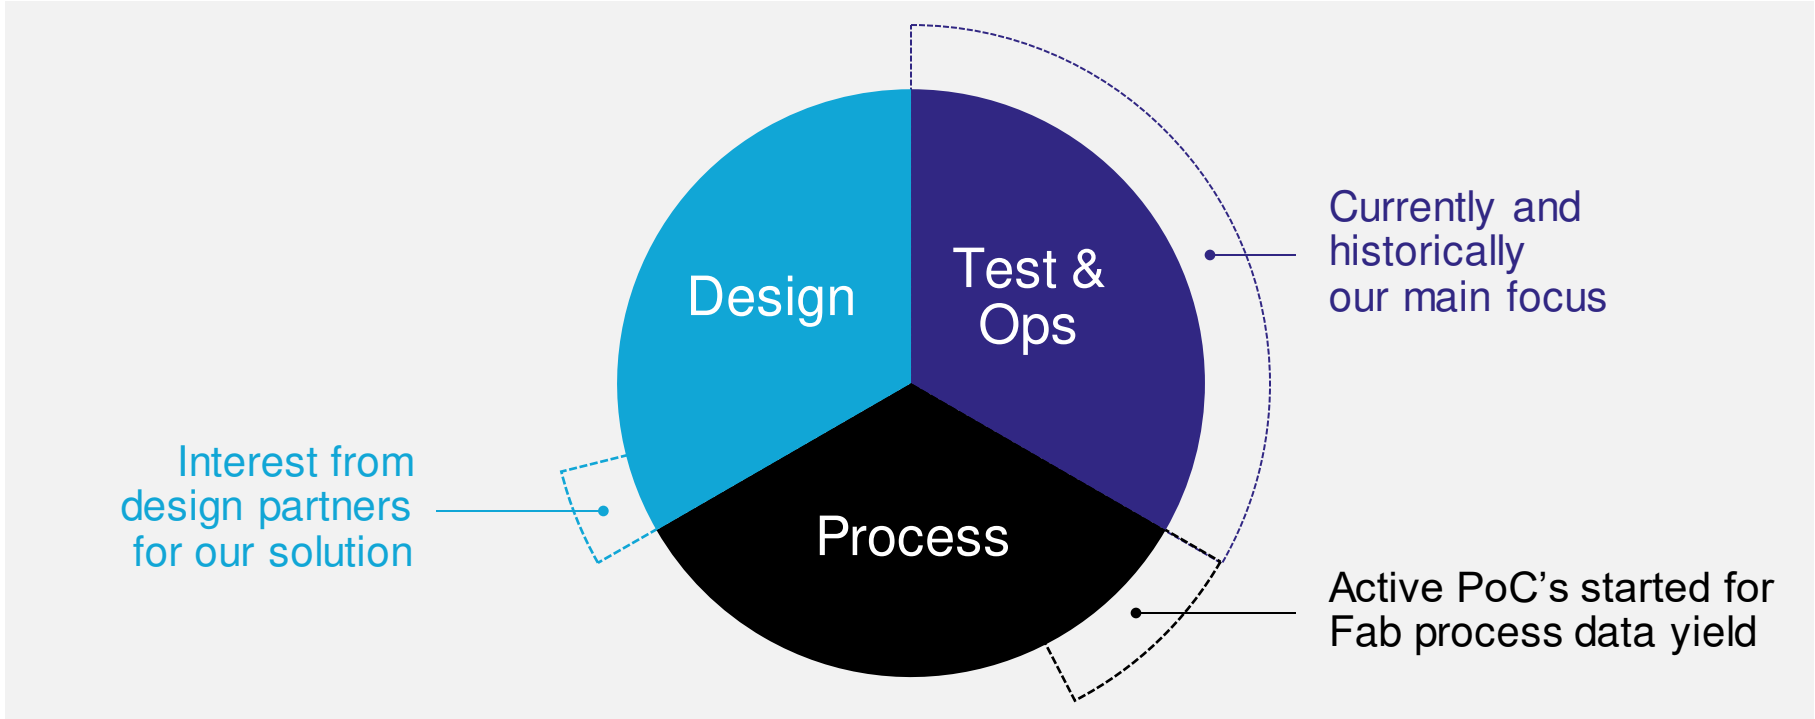 Design
Test &
Ops
Process
Currently and
historically
our main focus
Interest from
design partners
for our solution
Active PoC’s started for
Fab process data yield